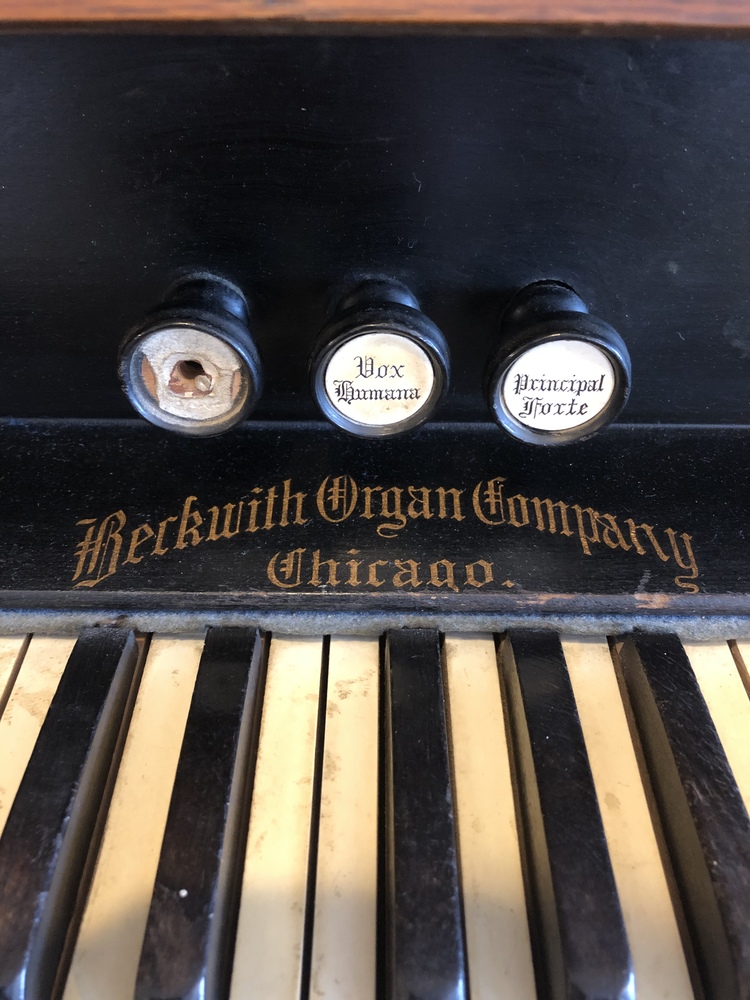 Vox
Humana
Principal
Forte
Beckwith Organ Company
Chicago.